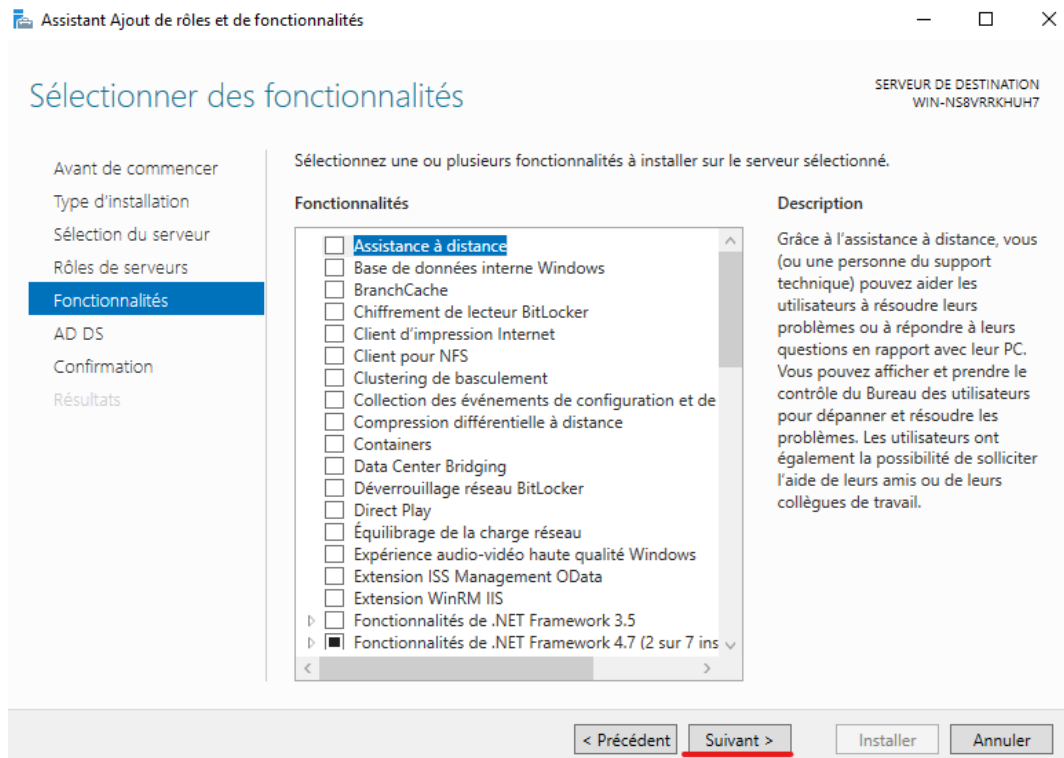 Assistant Ajout de rôles et de fonctionnalités
Sélectionner des fonctionnalités
SERVEUR DE DESTINATION
WIN-NS8VRRKHUH7
Avant de commencer
Type d'installation
Sélection du serveur
Rôles de serveurs
Fonctionnalités
AD DS
Confirmation
Résultats
Sélectionnez une ou plusieurs fonctionnalités à installer sur le serveur sélectionné.
Fonctionnalités
Assistance à distance
Base de données interne Windows
BranchCache
Chiffrement de lecteur BitLocker
Client d'impression Internet
Client pour NFS
Clustering de basculement
Collection des événements de configuration et de
Compression différentielle à distance
Containers
Data Center Bridging
Déverrouillage réseau BitLocker
Direct Play
Équilibrage de la charge réseau
Expérience audio-vidéo haute qualité Windows
Extension ISS Management OData
Extension WinRM IIS
Fonctionnalités de .NET Framework 3.5
Fonctionnalités de .NET Framework 4.7 (2 sur 7 ins
Description
Grâce à l'assistance à distance, vous
(ou une personne du support
technique) pouvez aider les
utilisateurs à résoudre leurs
problèmes ou à répondre à leurs
questions en rapport avec leur PC.
Vous pouvez afficher et prendre le
contrôle du Bureau des utilisateurs
pour dépanner et résoudre les
problèmes. Les utilisateurs ont
également la possibilité de solliciter
l'aide de leurs amis ou de leurs
collègues de travail.
< Précédent
Suivant >
Installer
Annuler